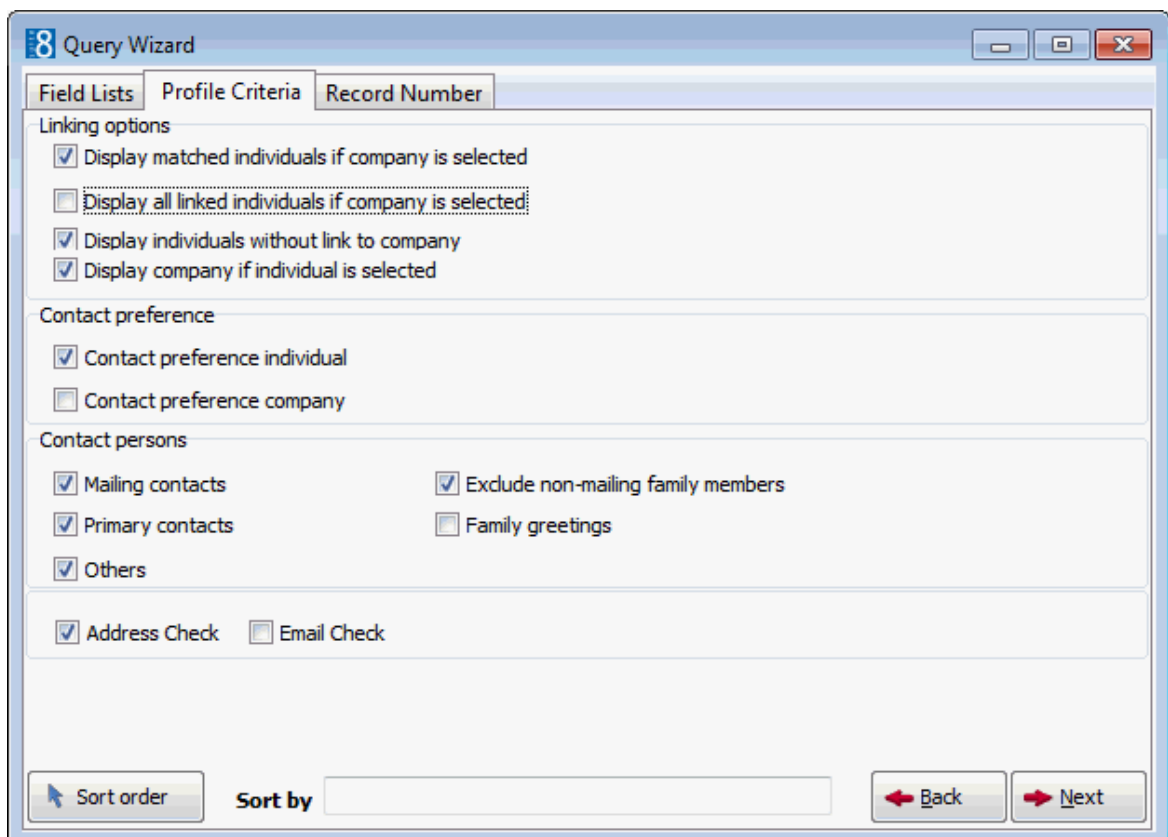 8 Query Wizard
Field Lists Profile Criteria Record Number
Linking options
Display matched individuals if company is selected
Display all linked individuals if company is selected
Display individuals without link to company
Display company if individual is selected
Contact preference
Contact preference individual
Contact preference company
Contact persons
Mailing contacts Exclude non-mailing family members
Primary contacts Family greetings
Others
Address Check Email Check
Sort order Sort by Back Next